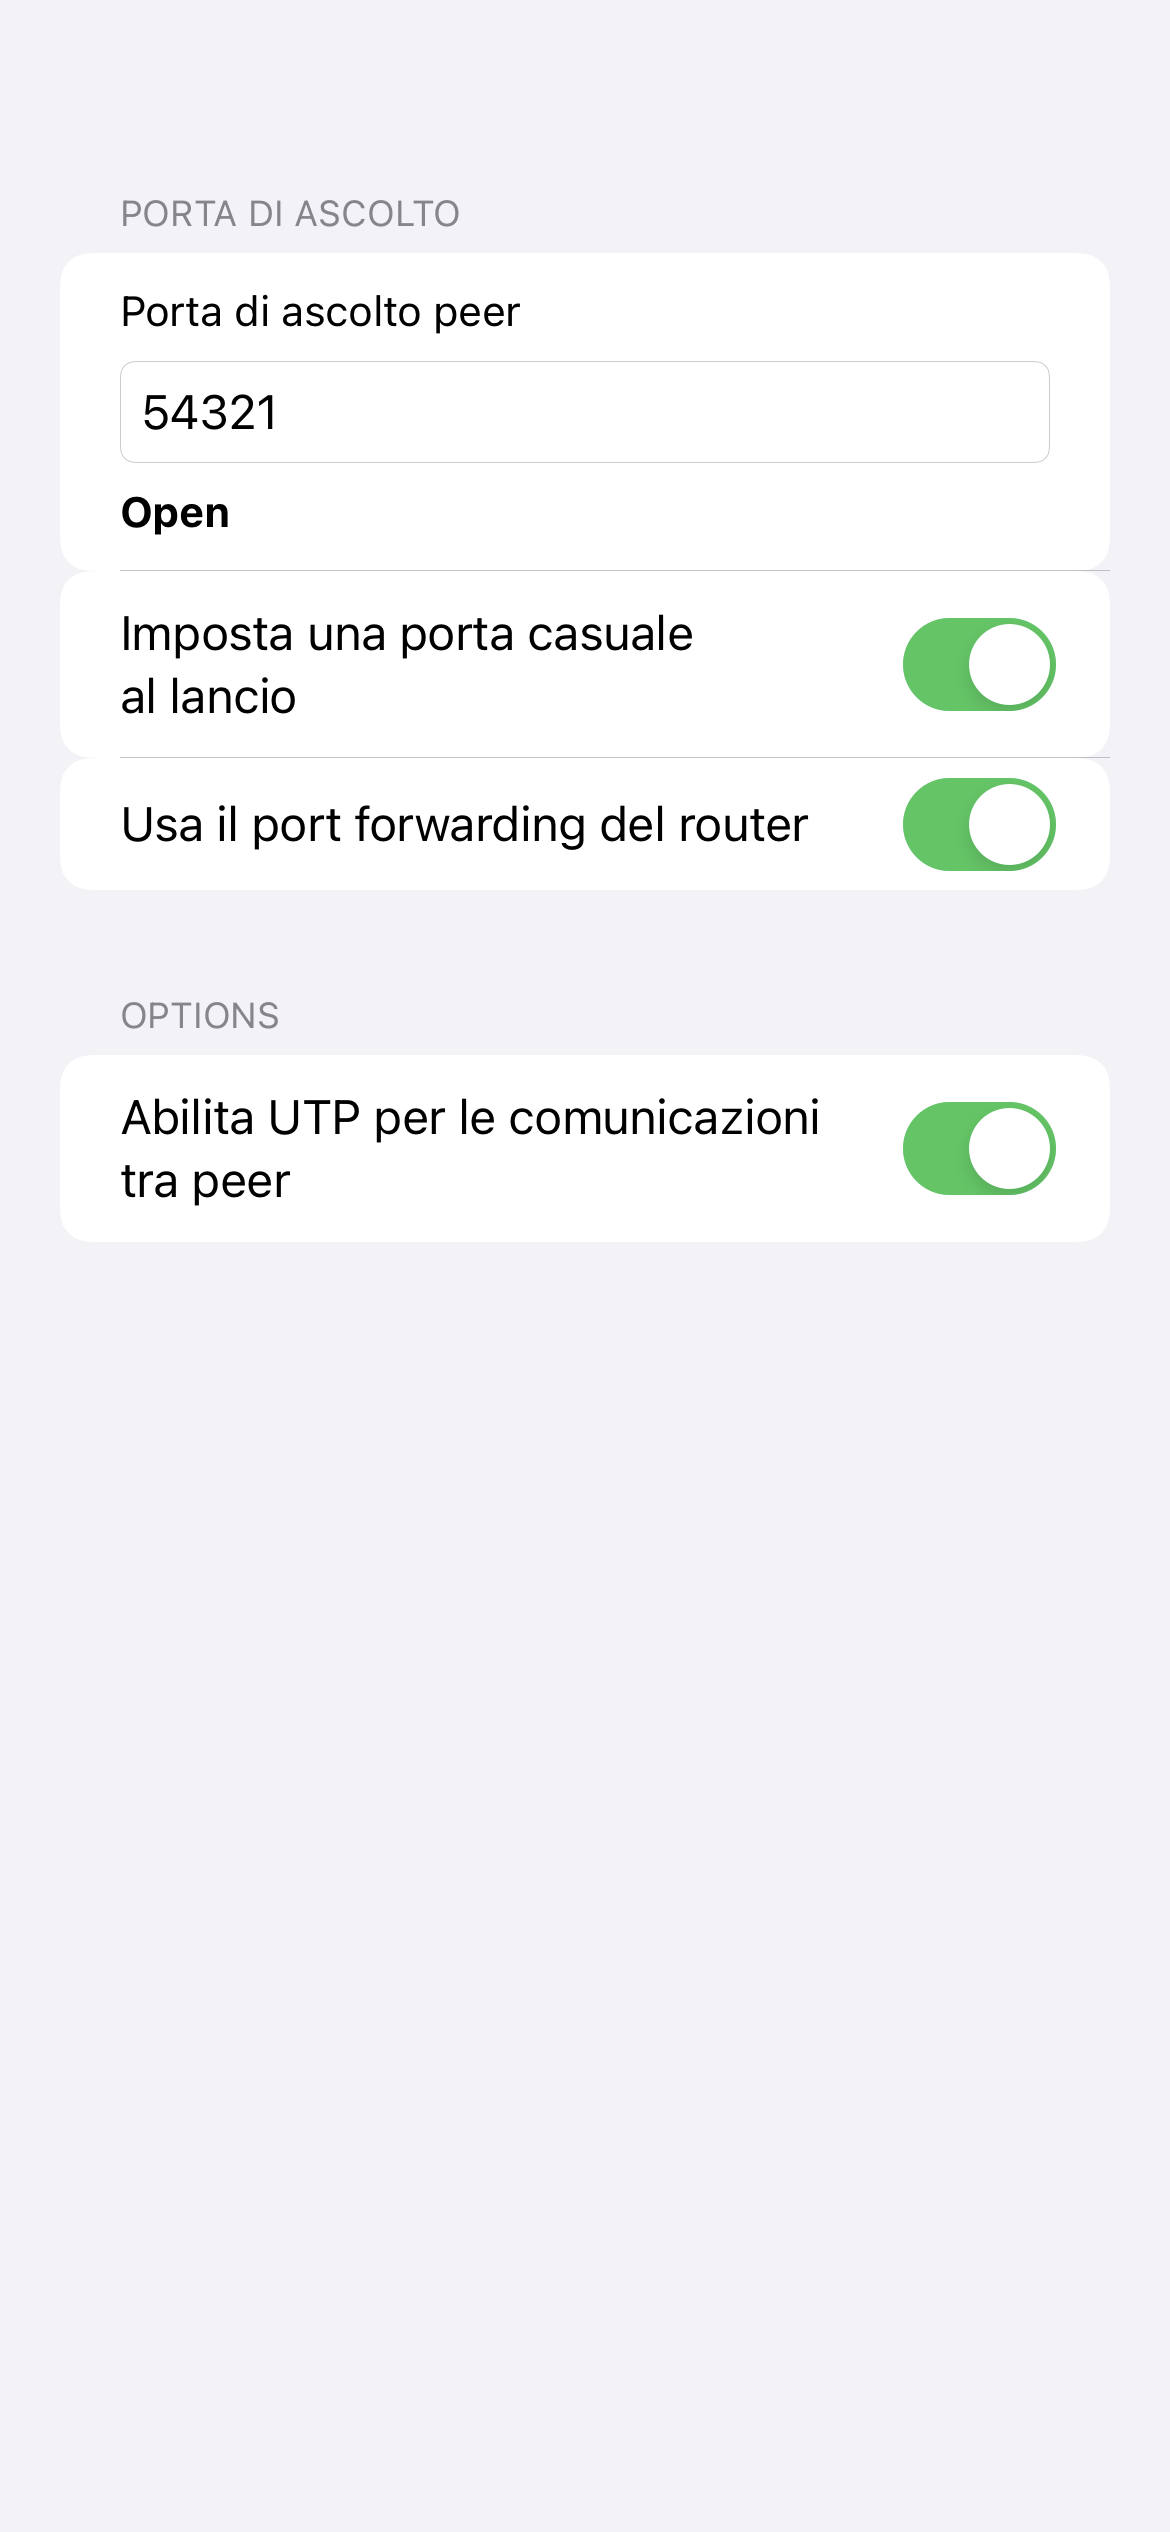 PORTA DI ASCOLTO
Porta di ascolto peer
54321
Open
Imposta una porta casuale
al lancio
Usa il port forwarding del router
OPTIONS
Abilita UTP per le comunicazioni
tra peer